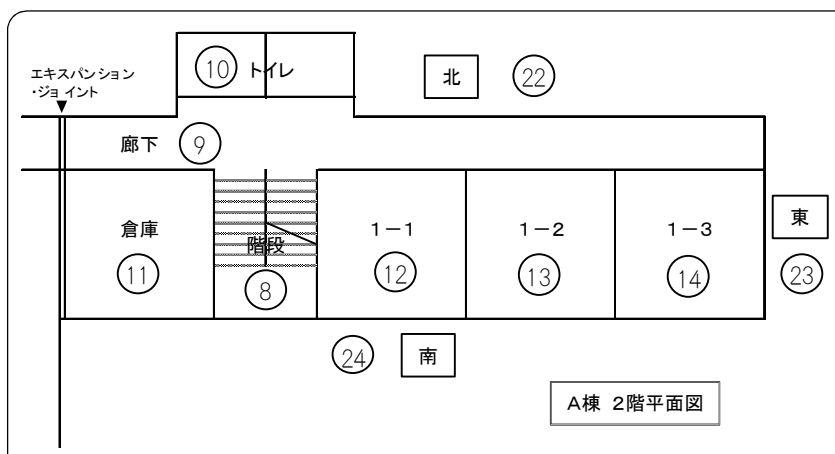 ⑩ トイレ
北 ㉒
エキスパンション
・ジョイント
廊下 ⑨
倉庫
階段
1-1
1-2
1-3
東
⑪
⑧
⑫
⑬
⑭
㉓
㉔ 南
A棟 2階平面図